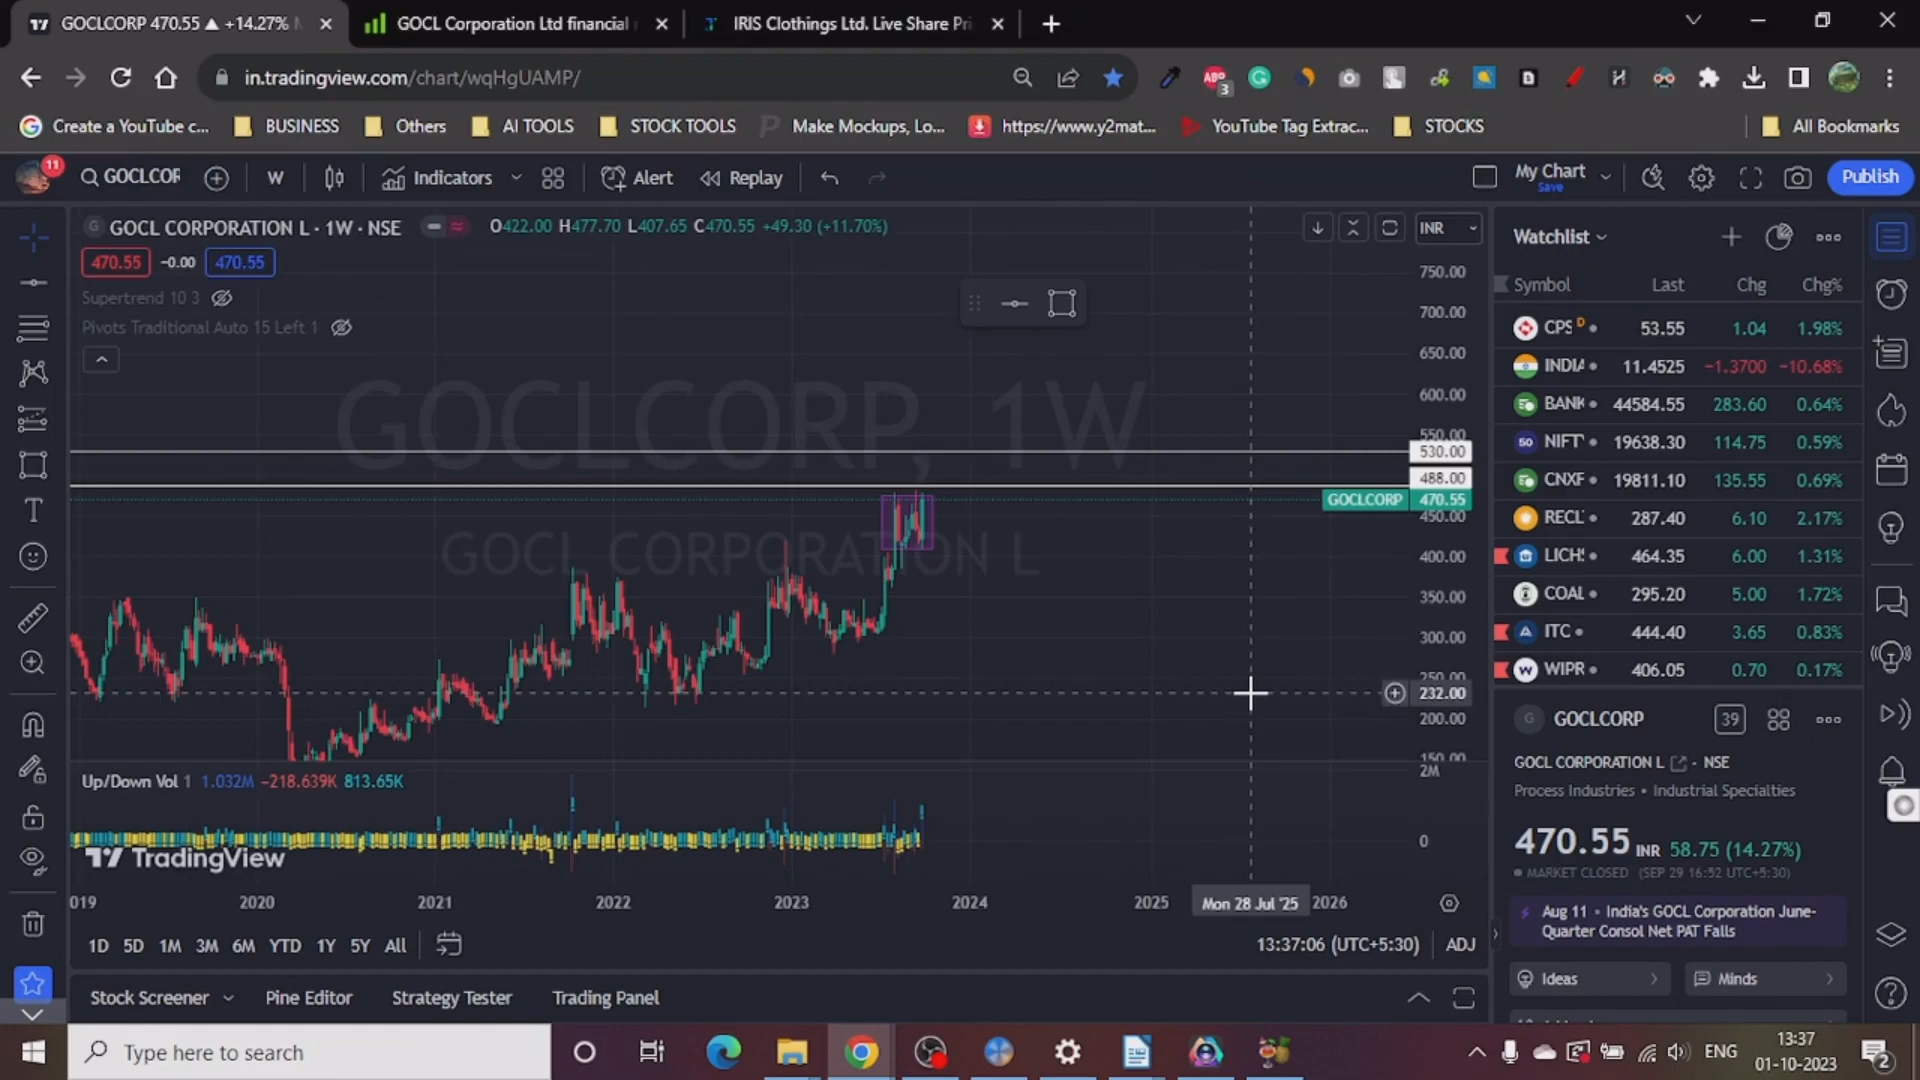 GOCLCORP 470.55 ▲ +14.27%
GOCL Corporation Ltd financial
IRIS Clothings Ltd. Live Share Pri
in.tradingview.com/chart/wqHgUAMP/
ABP
3
Create a YouTube c...
BUSINESS
Others
AI TOOLS
STOCK TOOLS
Make Mockups, Lo...
https://www.y2mat...
YouTube Tag Extrac...
STOCKS
All Bookmarks
11
GOCLCOR
W
Indicators
Alert
Replay
My Chart
Save
Publish
GOCL CORPORATION L · 1W · NSE
O422.00 H477.70 L407.65 C470.55 +49.30 (+11.70%)
INR
470.55 -0.00 470.55
Supertrend 10 3
Pivots Traditional Auto 15 Left 1
GOCLCORP, 1W
GOCL CORPORATION L
750.00
700.00
650.00
600.00
550.00
530.00
488.00
GOCLCORP 470.55
450.00
400.00
350.00
300.00
250.00
232.00
200.00
150.00
2M
0
Up/Down Vol 1 1.032M −218.639K 813.65K
TradingView
019 2020 2021 2022 2023 2024 2025 Mon 28 Jul '25 2026
1D 5D 1M 3M 6M YTD 1Y 5Y All
13:37:06 (UTC+5:30) ADJ
Stock Screener
Pine Editor
Strategy Tester
Trading Panel
Watchlist
Symbol Last Chg Chg%
CPS D 53.55 1.04 1.98%
INDIA 11.4525 −1.3700 −10.68%
BANK 44584.55 283.60 0.64%
50 NIFTY 19638.30 114.75 0.59%
CNXF 19811.10 135.55 0.69%
RECL 287.40 6.10 2.17%
LICHS 464.35 6.00 1.31%
COAL 295.20 5.00 1.72%
ITC 444.40 3.65 0.83%
WIPR 406.05 0.70 0.17%
G GOCLCORP 39
GOCL CORPORATION L · NSE
Process Industries • Industrial Specialties
470.55 INR 58.75 (14.27%)
MARKET CLOSED (SEP 29 16:52 UTC+5:30)
Aug 11 • India's GOCL Corporation June-
Quarter Consol Net PAT Falls
Ideas
Minds
Type here to search
ENG
13:37
01-10-2023
2